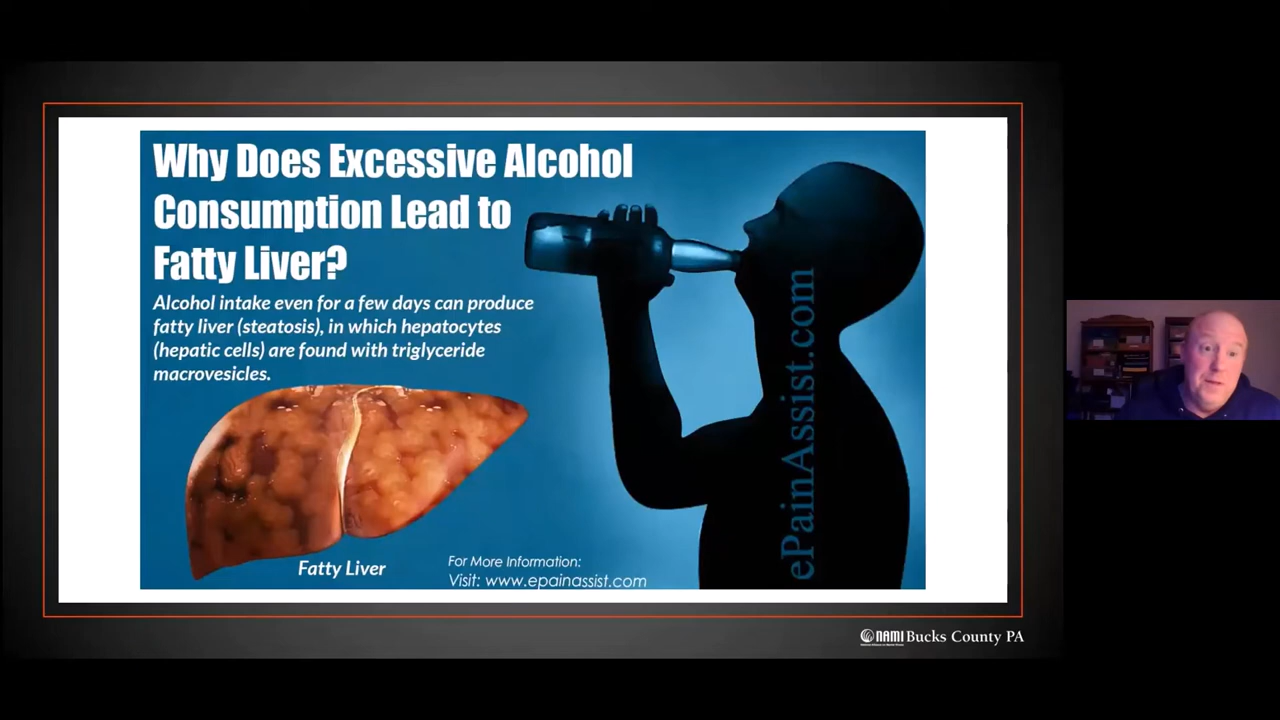 Why Does Excessive Alcohol
Consumption Lead to
Fatty Liver?
Alcohol intake even for a few days can produce
fatty liver (steatosis), in which hepatocytes
(hepatic cells) are found with triglyceride
macrovesicles.
Fatty Liver
For More Information:
Visit: www.epainassist.com
ePainAssist.com
NAMI Bucks County PA